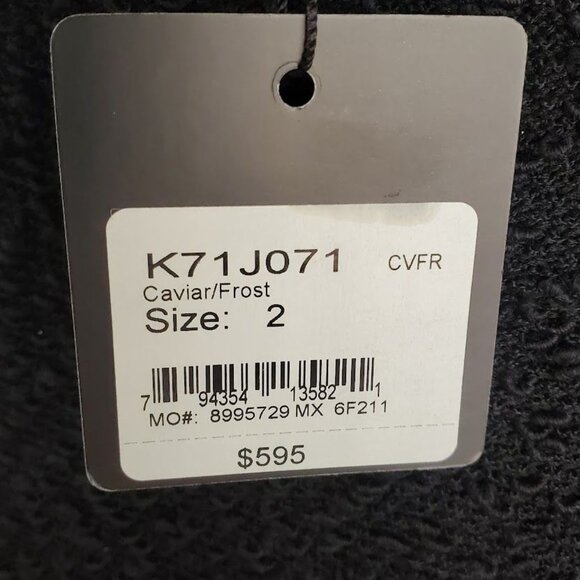 K71J071 CVFR
Caviar/Frost
Size: 2
7 94354 13582 1
MO#: 8995729 MX 6F211
$595